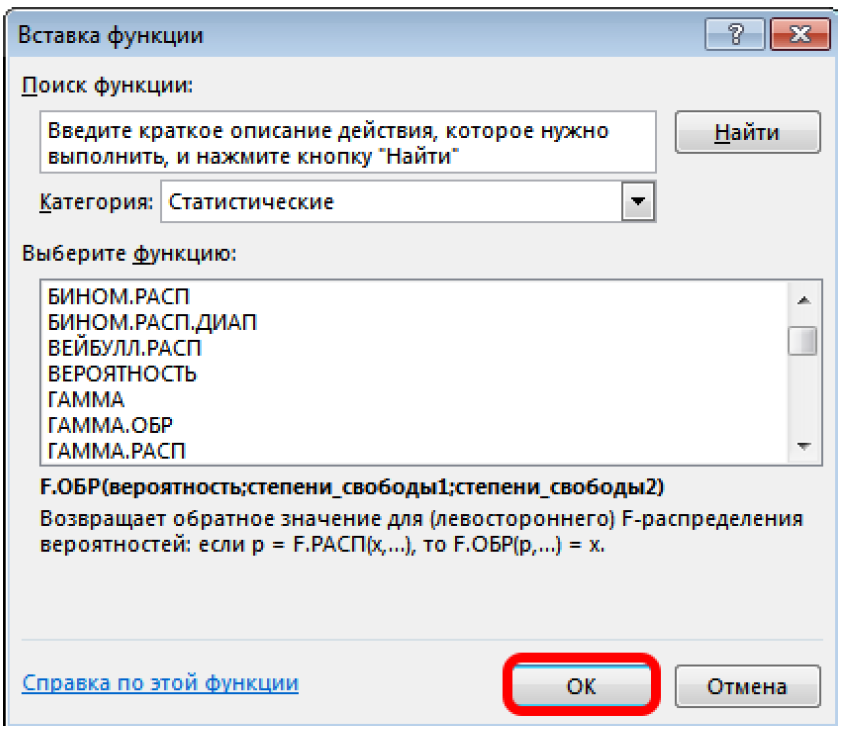 Вставка функции
Поиск функции:
Введите краткое описание действия, которое нужно
выполнить, и нажмите кнопку "Найти"
Найти
Категория: Статистические
Выберите функцию:
БИНОМ.РАСП
БИНОМ.РАСП.ДИАП
ВЕЙБУЛЛ.РАСП
ВЕРОЯТНОСТЬ
ГАММА
ГАММА.ОБР
ГАММА.РАСП
F.ОБР(вероятность;степени_свободы1;степени_свободы2)
Возвращает обратное значение для (левостороннего) F-распределения
вероятностей: если p = F.РАСП(x,...), то F.ОБР(p,...) = x.
Справка по этой функции
ОК
Отмена